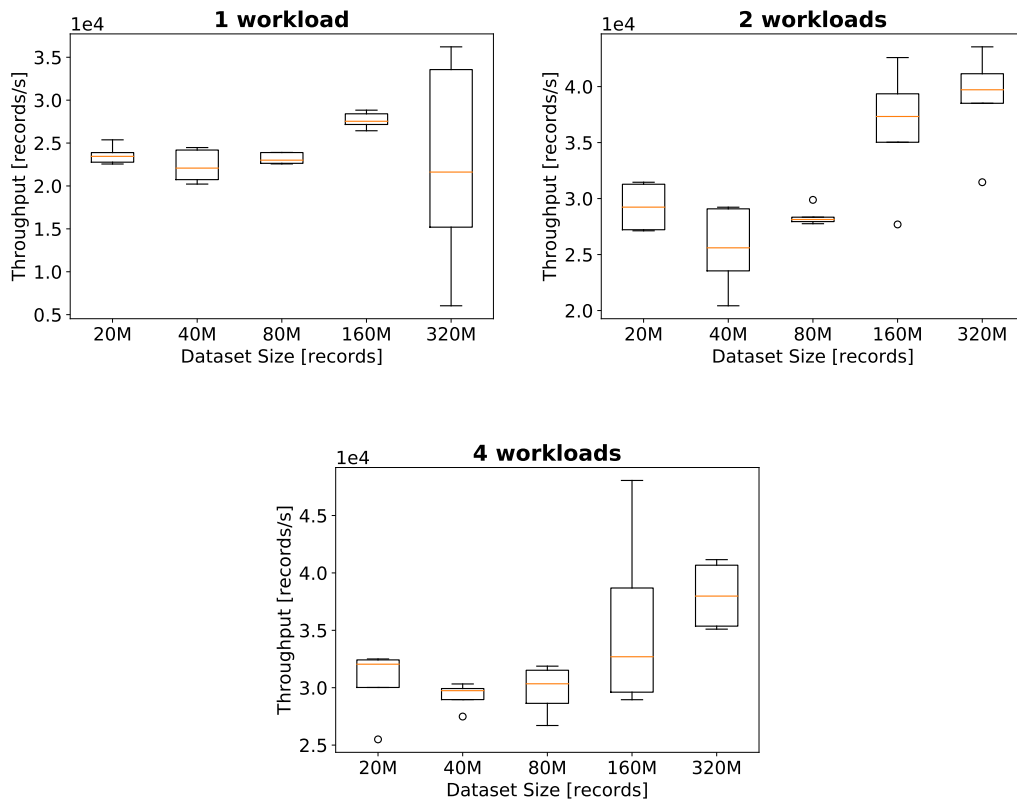 1 workload
1e4
3.5
3.0
2.5
2.0
1.5
1.0
0.5
Throughput [records/s]
20M 40M 80M 160M 320M
Dataset Size [records]
2 workloads
1e4
4.0
3.5
3.0
2.5
2.0
Throughput [records/s]
20M 40M 80M 160M 320M
Dataset Size [records]
4 workloads
1e4
4.5
4.0
3.5
3.0
2.5
Throughput [records/s]
20M 40M 80M 160M 320M
Dataset Size [records]